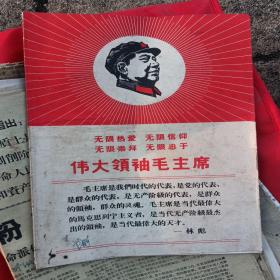 无限热爱 无限信仰
无限崇拜 无限忠于
伟大領袖毛主席
毛主席是我們时代的代表，是党的代表，
是群众的代表，是无产阶级的代表，是群众
的领袖，群众的灵魂。毛主席是当代最偉大
的馬克思列宁主义者，是当代无产阶級最杰
出的領袖，是当代最偉大的天才。
林彪